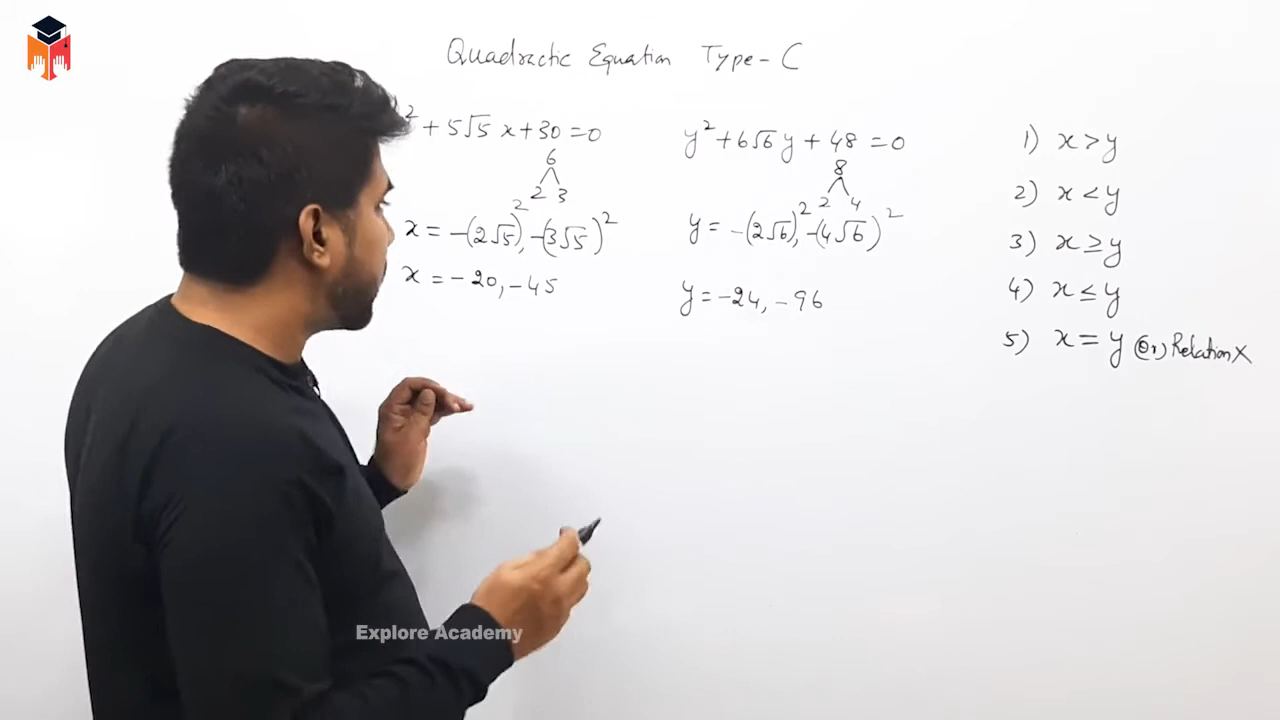 Quadractic Equation Type-C
² + 5√5 x + 30 = 0
6
2 3
x = -(2√5)², -(3√5)²
x = -20, -45
y² + 6√6 y + 48 = 0
8
2 4
y = -(2√6)², -(4√6)²
y = -24, -96
1) x > y
2) x < y
3) x ≥ y
4) x ≤ y
5) x = y (Or) Relation X
Explore Academy